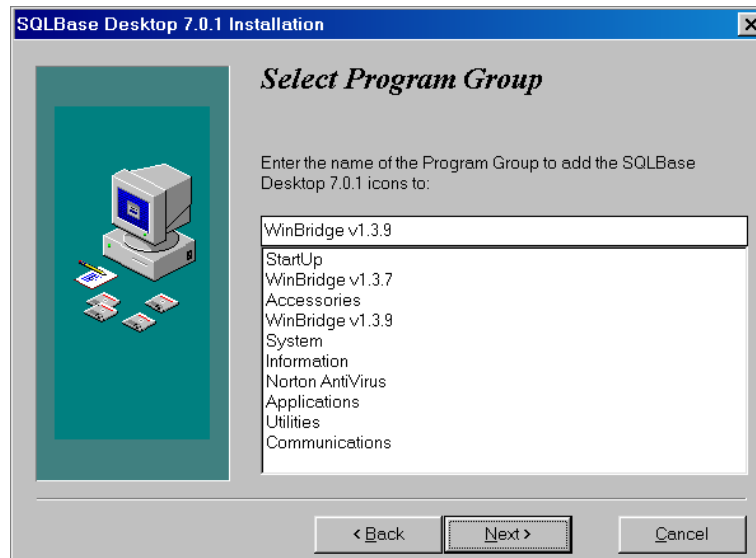 SQLBase Desktop 7.0.1 Installation
Select Program Group
Enter the name of the Program Group to add the SQLBase
Desktop 7.0.1 icons to:
WinBridge v1.3.9
StartUp
WinBridge v1.3.7
Accessories
WinBridge v1.3.9
System
Information
Norton AntiVirus
Applications
Utilities
Communications
< Back
Next >
Cancel